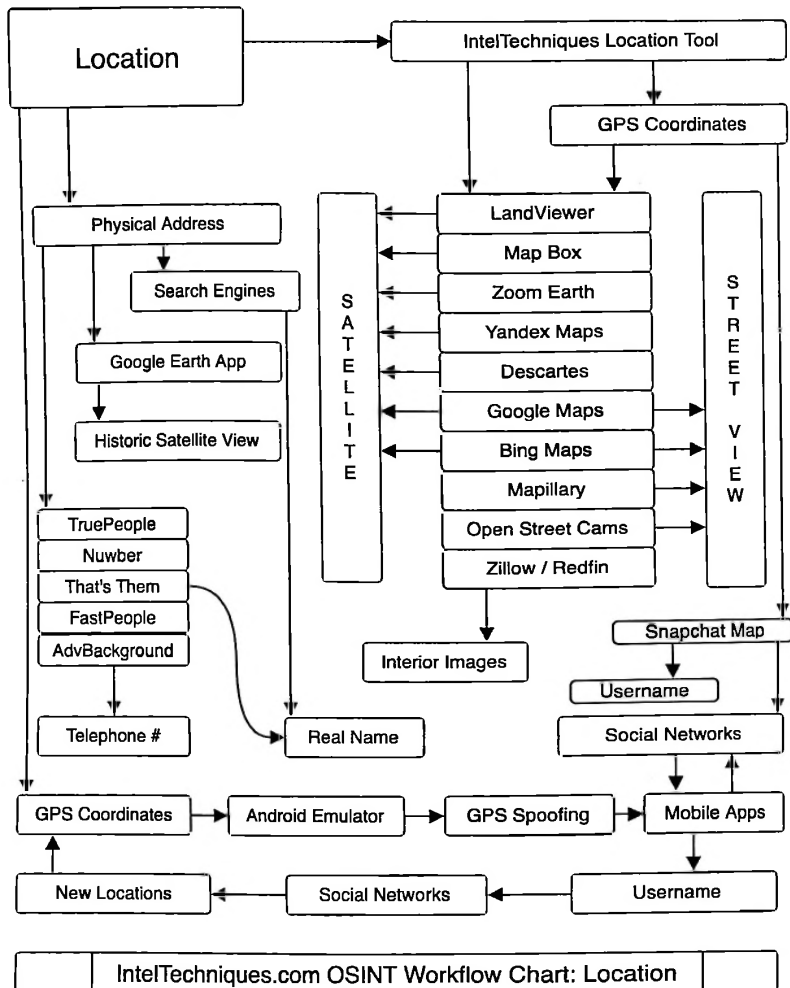 Location
IntelTechniques Location Tool
GPS Coordinates
Physical Address
Search Engines
Google Earth App
Historic Satellite View
SATELLITE
LandViewer
Map Box
Zoom Earth
Yandex Maps
Descartes
Google Maps
Bing Maps
Mapillary
Open Street Cams
Zillow / Redfin
STREET VIEW
TruePeople
Nuwber
That's Them
FastPeople
AdvBackground
Interior Images
Snapchat Map
Username
Telephone #
Real Name
Social Networks
GPS Coordinates
Android Emulator
GPS Spoofing
Mobile Apps
New Locations
Social Networks
Username
IntelTechniques.com OSINT Workflow Chart: Location